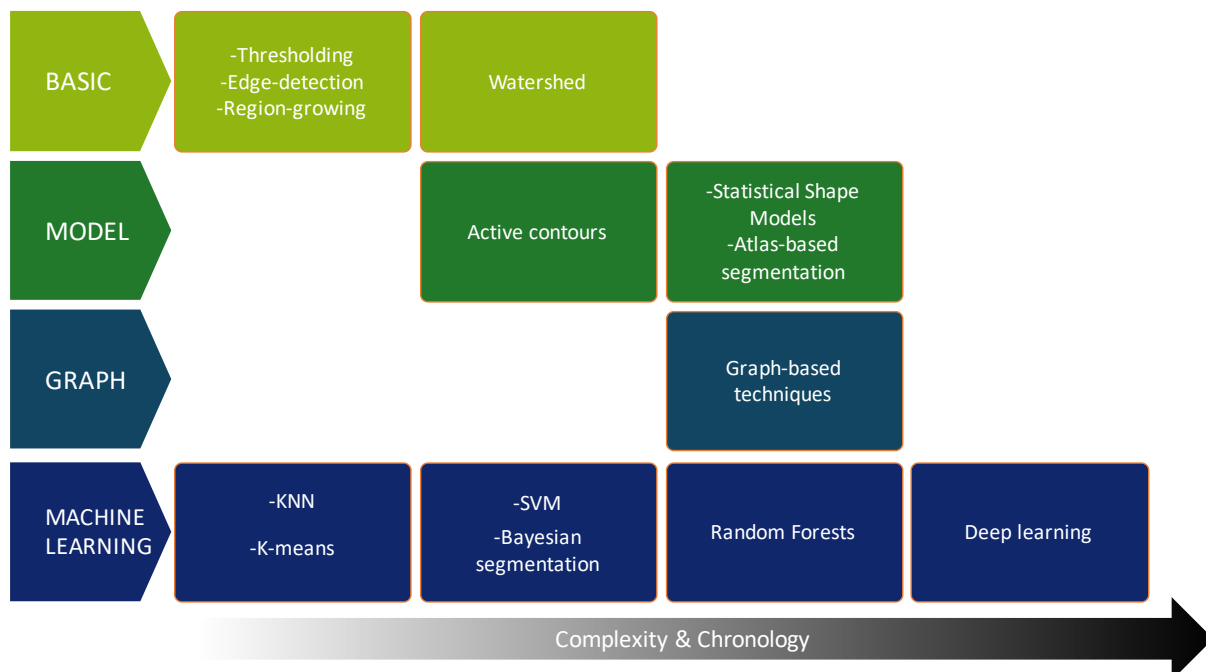 BASIC
-Thresholding
-Edge-detection
-Region-growing
Watershed
MODEL
Active contours
-Statistical Shape
Models
-Atlas-based
segmentation
GRAPH
Graph-based
techniques
MACHINE
LEARNING
-KNN
-K-means
-SVM
-Bayesian
segmentation
Random Forests
Deep learning
Complexity & Chronology